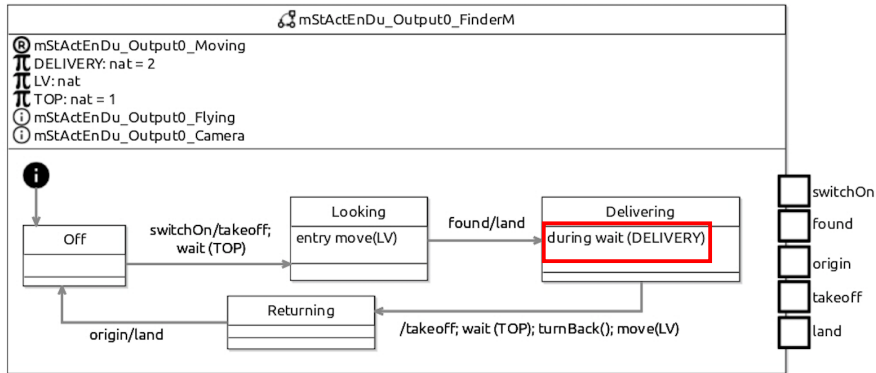 mStActEnDu_Output0_FinderM
R mStActEnDu_Output0_Moving
π DELIVERY: nat = 2
π LV: nat
π TOP: nat = 1
i mStActEnDu_Output0_Flying
i mStActEnDu_Output0_Camera
i
Off
switchOn/takeoff;
wait (TOP)
Looking
entry move(LV)
found/land
Delivering
during wait (DELIVERY)
Returning
origin/land
/takeoff; wait (TOP); turnBack(); move(LV)
switchOn
found
origin
takeoff
land